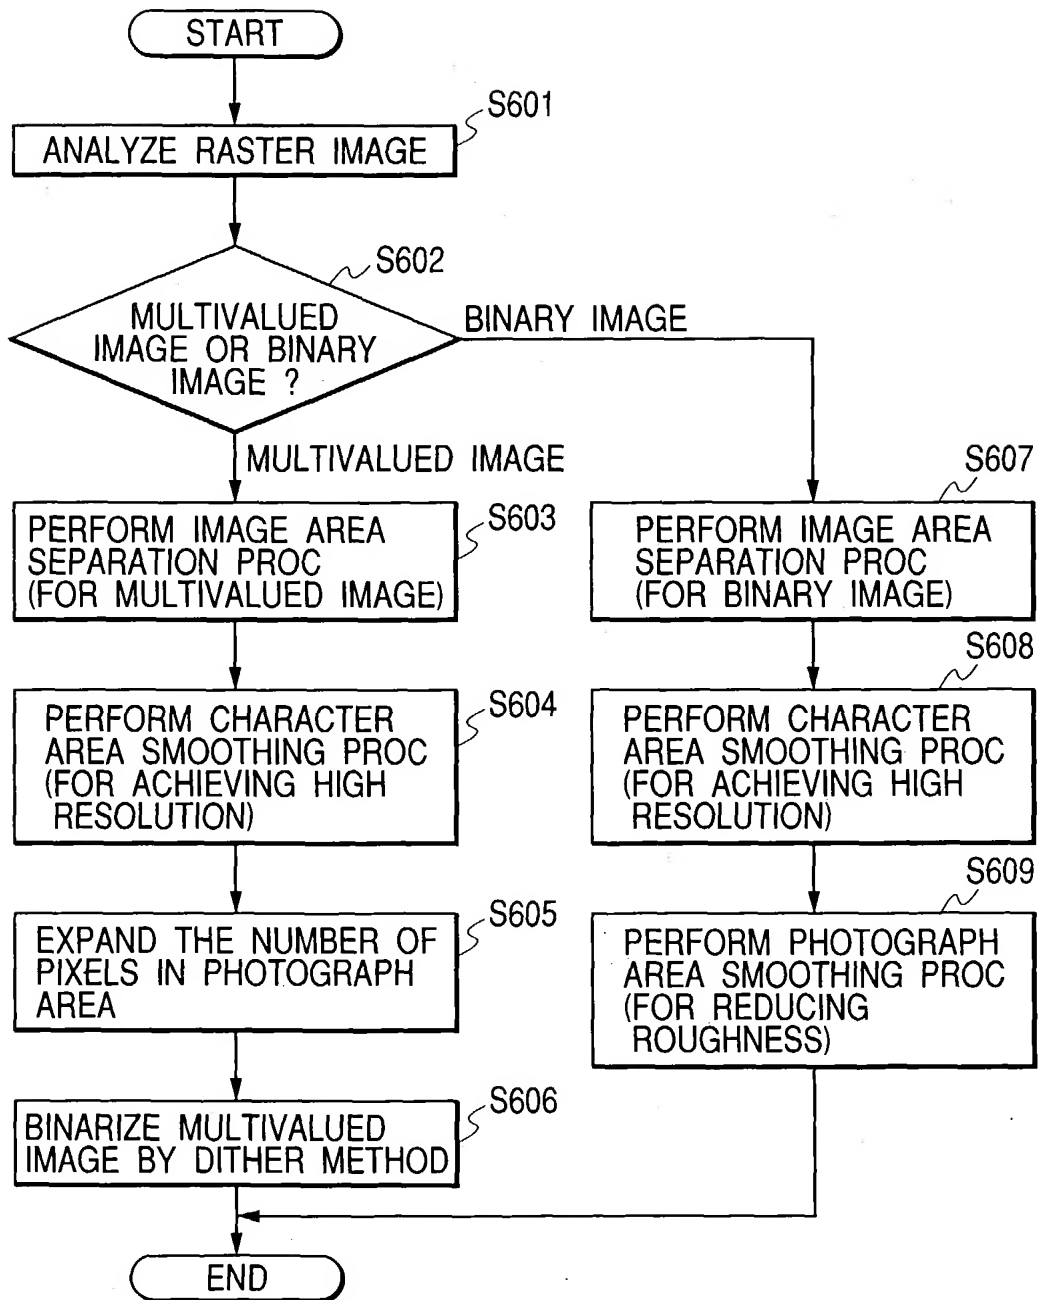 START
S601
ANALYZE RASTER IMAGE
S602
MULTIVALUED
IMAGE OR BINARY
IMAGE ?
BINARY IMAGE
MULTIVALUED IMAGE
S603
PERFORM IMAGE AREA
SEPARATION PROC
(FOR MULTIVALUED IMAGE)
S604
PERFORM CHARACTER
AREA SMOOTHING PROC
(FOR ACHIEVING HIGH
RESOLUTION)
S605
EXPAND THE NUMBER OF
PIXELS IN PHOTOGRAPH
AREA
S606
BINARIZE MULTIVALUED
IMAGE BY DITHER METHOD
S607
PERFORM IMAGE AREA
SEPARATION PROC
(FOR BINARY IMAGE)
S608
PERFORM CHARACTER
AREA SMOOTHING PROC
(FOR ACHIEVING HIGH
RESOLUTION)
S609
PERFORM PHOTOGRAPH
AREA SMOOTHING PROC
(FOR REDUCING
ROUGHNESS)
END